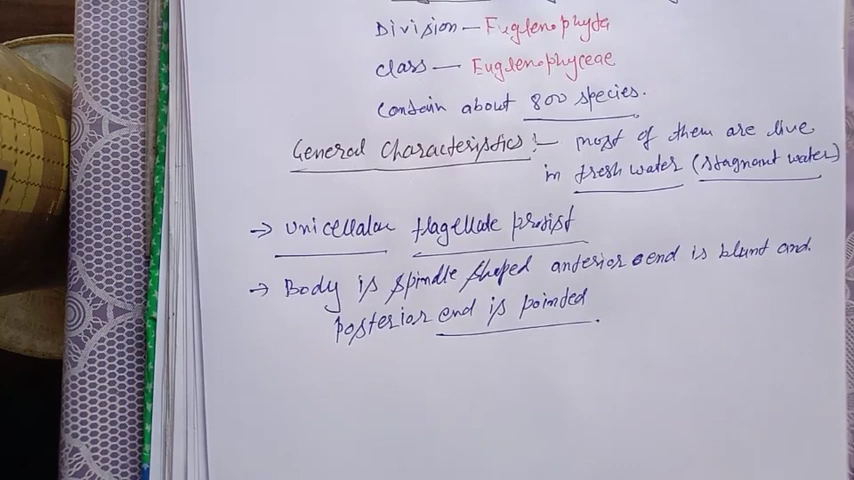 Division — Euglenophyta
Class — Euglenophyceae
Contain about 800 species.
General Characteristics :— most of them are live
in fresh water (stagnant water)
→ unicellalar flagellate protist
→ Body is spindle shaped anterior end is blunt and
posterior end is pointed.